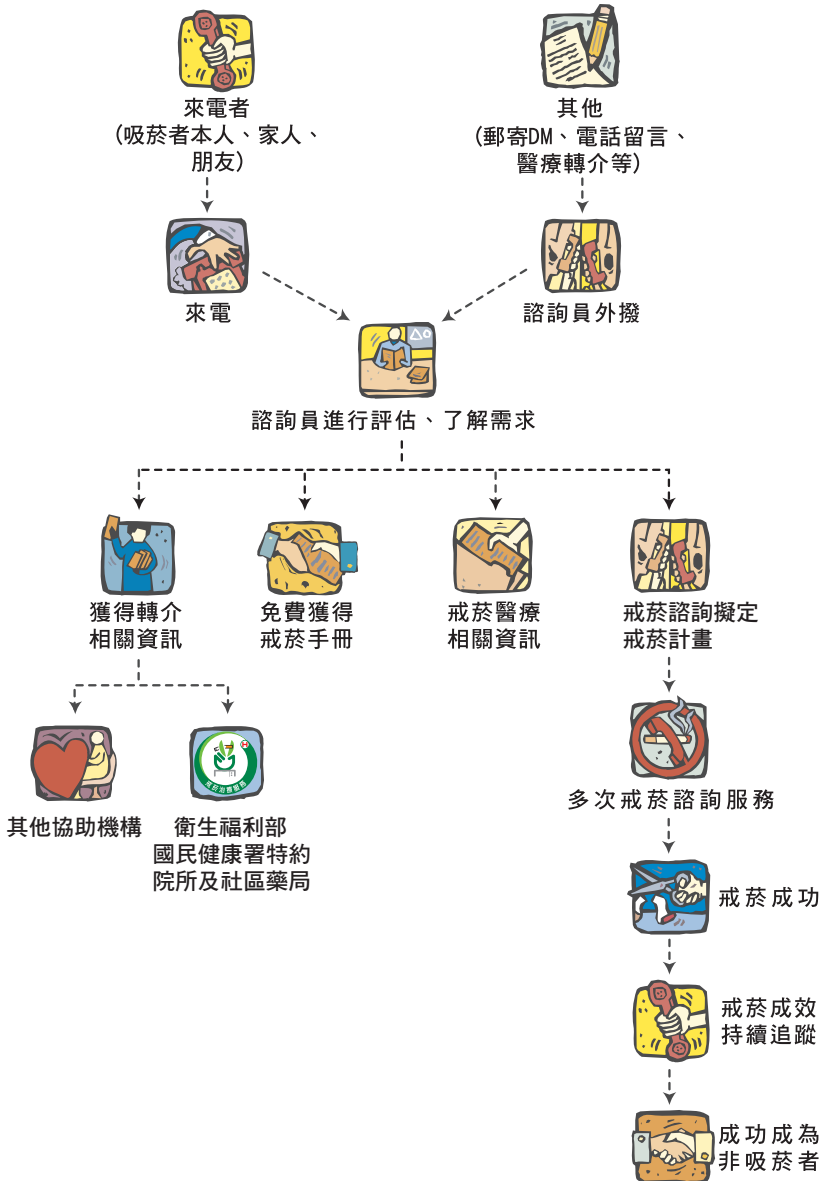 來電者
(吸菸者本人、家人、
朋友)
其他
(郵寄DM、電話留言、
醫療轉介等)
來電
諮詢員外撥
諮詢員進行評估、了解需求
獲得轉介
相關資訊
免費獲得
戒菸手冊
戒菸醫療
相關資訊
戒菸諮詢擬定
戒菸計畫
其他協助機構
衛生福利部
國民健康署特約
院所及社區藥局
多次戒菸諮詢服務
戒菸成功
戒菸成效
持續追蹤
成功成為
非吸菸者